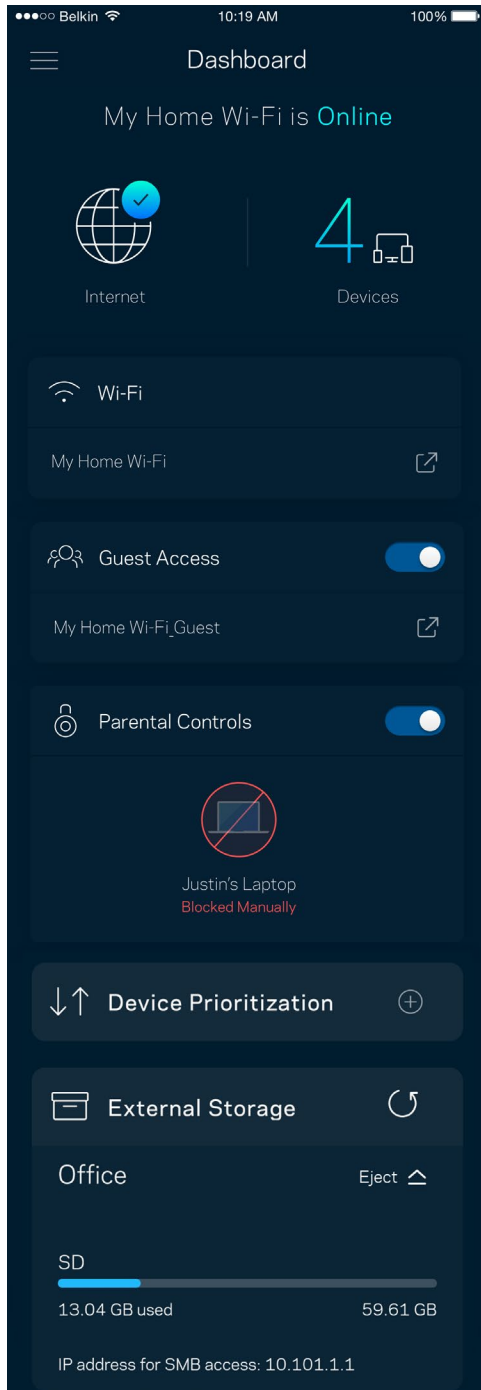 Belkin 10:19 AM 100%
Dashboard
My Home Wi-Fi is Online
4
Internet Devices
Wi-Fi
My Home Wi-Fi
Guest Access
My Home Wi-Fi_Guest
Parental Controls
Justin's Laptop
Blocked Manually
Device Prioritization
External Storage
Office Eject
SD
13.04 GB used 59.61 GB
IP address for SMB access: 10.101.1.1